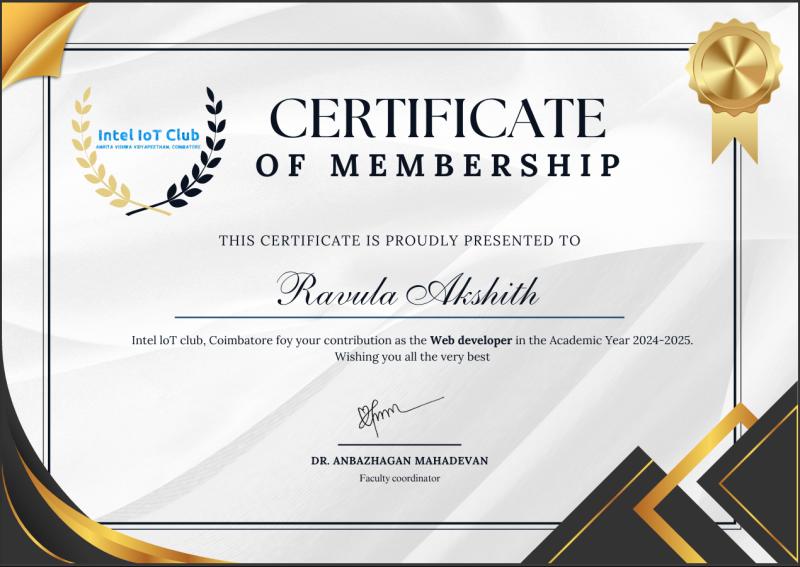 Intel IoT Club
AMRITA VISHWA VIDYAPEETHAM, COIMBATORE
CERTIFICATE
OF MEMBERSHIP
THIS CERTIFICATE IS PROUDLY PRESENTED TO
Ravula Akshith
Intel loT club, Coimbatore foy your contribution as the Web developer in the Academic Year 2024-2025.
Wishing you all the very best
DR. ANBAZHAGAN MAHADEVAN
Faculty coordinator